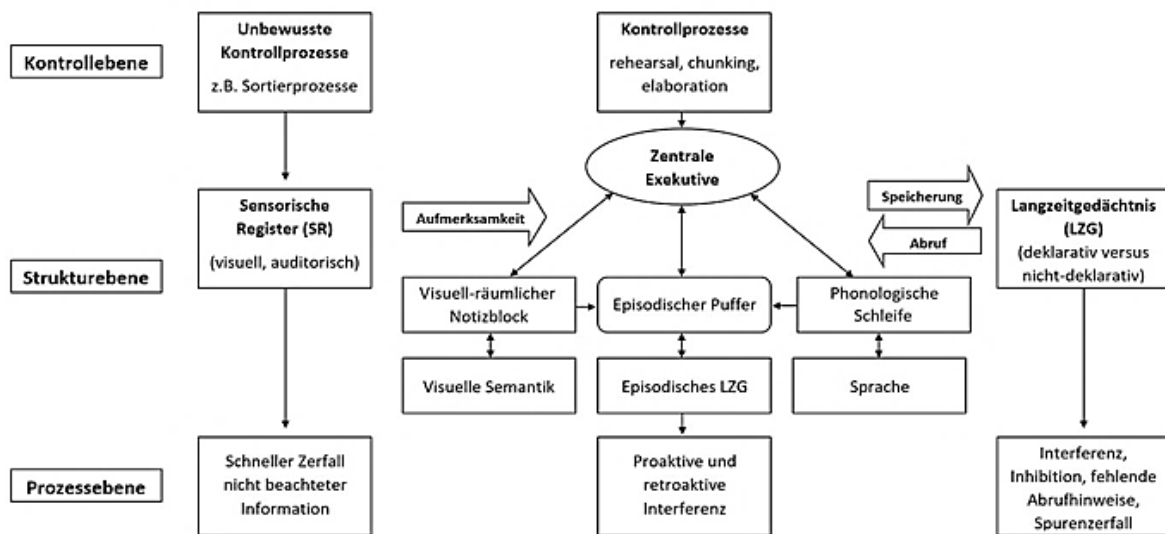 Kontrollebene
Unbewusste
Kontrollprozesse
z.B. Sortierprozesse
Kontrollprozesse
rehearsal, chunking,
elaboration
Zentrale
Exekutive
Strukturebene
Sensorische
Register (SR)
(visuell, auditorisch)
Aufmerksamkeit
Visuell-räumlicher
Notizblock
Episodischer Puffer
Phonologische
Schleife
Visuelle Semantik
Episodisches LZG
Sprache
Speicherung
Abruf
Langzeitgedächtnis
(LZG)
(deklarativ versus
nicht-deklarativ)
Prozessebene
Schneller Zerfall
nicht beachteter
Information
Proaktive und
retroaktive
Interferenz
Interferenz,
Inhibition, fehlende
Abrufhinweise,
Spurenzerfall